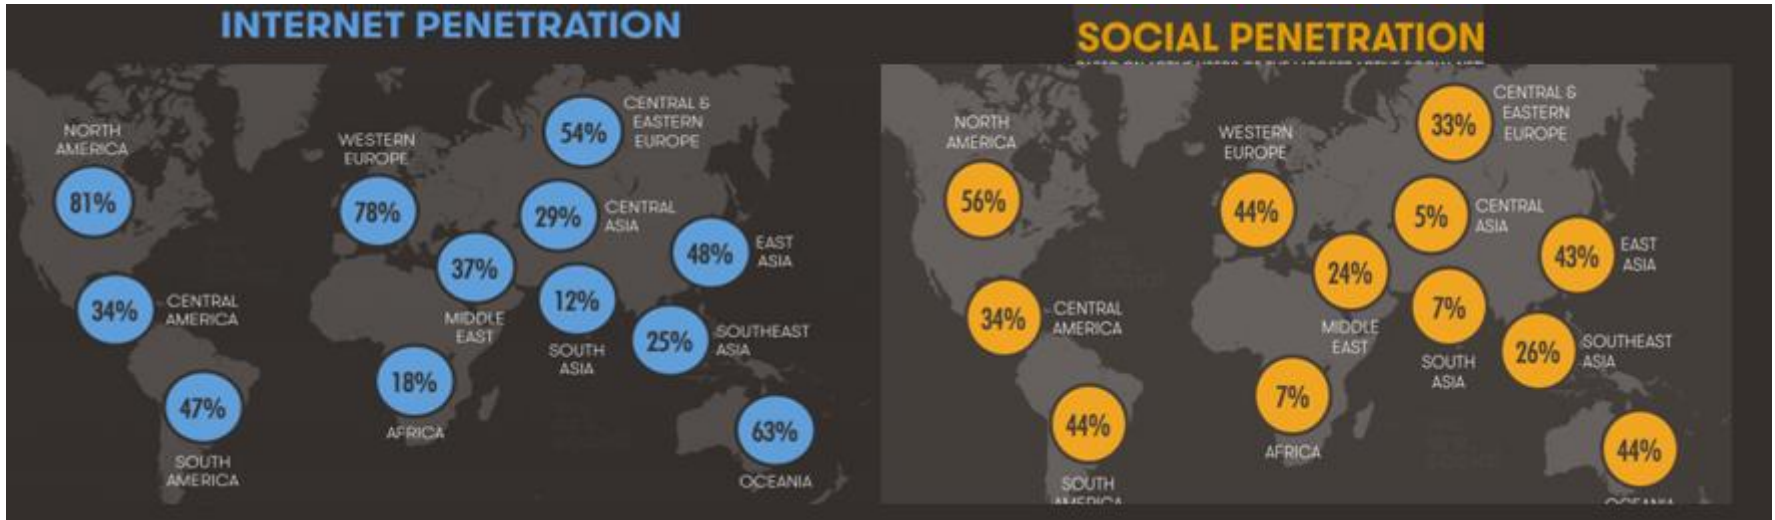 INTERNET PENETRATION
NORTH
AMERICA
81%
WESTERN
EUROPE
78%
54%
CENTRAL &
EASTERN
EUROPE
29%
CENTRAL
ASIA
48%
EAST
ASIA
37%
MIDDLE
EAST
12%
SOUTH
ASIA
25%
SOUTHEAST
ASIA
34%
CENTRAL
AMERICA
18%
AFRICA
47%
SOUTH
AMERICA
63%
OCEANIA
SOCIAL PENETRATION
NORTH
AMERICA
56%
WESTERN
EUROPE
44%
33%
CENTRAL &
EASTERN
EUROPE
5%
CENTRAL
ASIA
43%
EAST
ASIA
24%
MIDDLE
EAST
7%
SOUTH
ASIA
26%
SOUTHEAST
ASIA
34%
CENTRAL
AMERICA
7%
AFRICA
44%
SOUTH
AMERICA
44%
OCEANIA